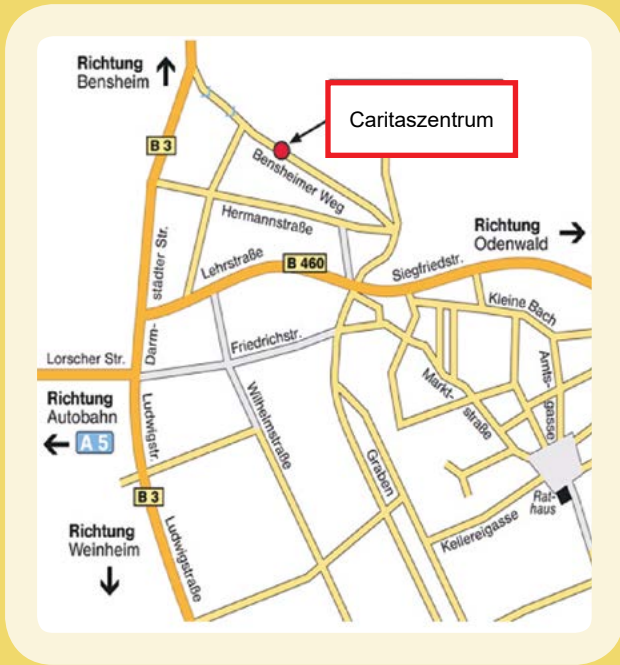 Richtung
Bensheim
Caritaszentrum
B 3
Bensheimer Weg
Hermannstraße
Richtung
Odenwald
Darm-
städter Str.
Lehrstraße
B 460
Siegfriedstr.
Kleine Bach
Friedrichstr.
Lorscher Str.
Amts-
gasse
Markt-
straße
Richtung
Autobahn
A 5
Ludwigstr.
Wilhelmstraße
Graben
B 3
Rat-
haus
Kellereigasse
Richtung
Weinheim
Ludwigstraße